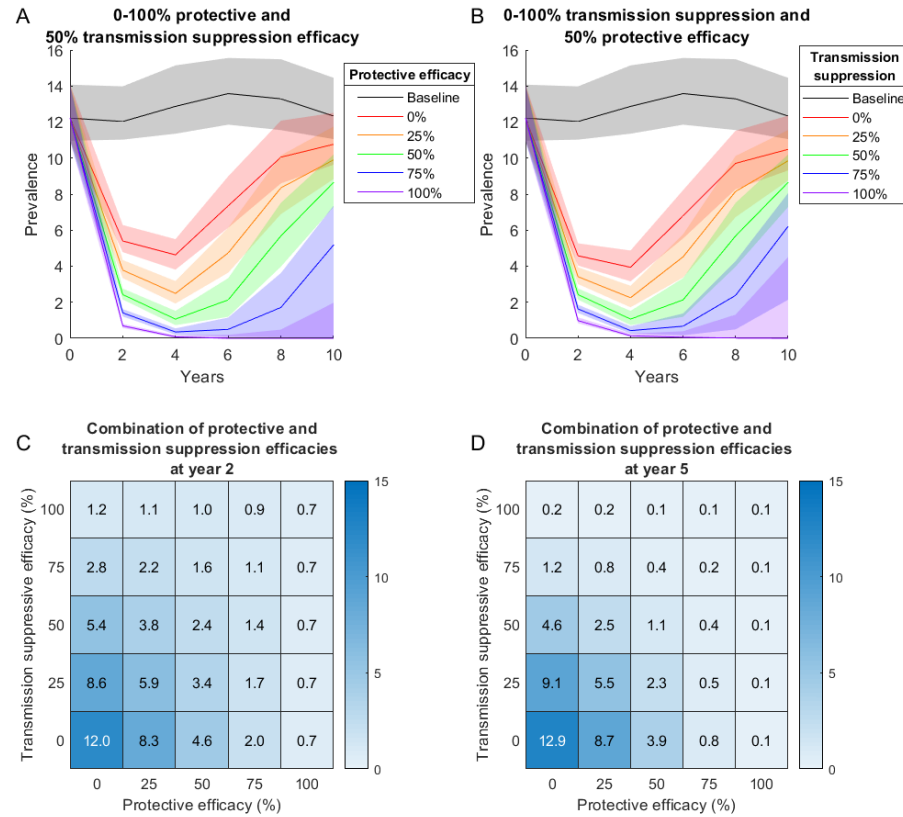 A
0-100% protective and
50% transmission suppression efficacy
16
14
12
10
8
6
4
2
0
Prevalence
0 2 4 6 8 10
Years
Protective efficacy
Baseline
0%
25%
50%
75%
100%
B
0-100% transmission suppression and
50% protective efficacy
16
14
12
10
8
6
4
2
0
Prevalence
0 2 4 6 8 10
Years
Transmission
suppression
Baseline
0%
25%
50%
75%
100%
C
Combination of protective and
transmission suppression efficacies
at year 2
Transmission suppressive efficacy (%)
100 1.2 1.1 1.0 0.9 0.7
75 2.8 2.2 1.6 1.1 0.7
50 5.4 3.8 2.4 1.4 0.7
25 8.6 5.9 3.4 1.7 0.7
0 12.0 8.3 4.6 2.0 0.7
0 25 50 75 100
Protective efficacy (%)
15
10
5
0
D
Combination of protective and
transmission suppression efficacies
at year 5
Transmission suppressive efficacy (%)
100 0.2 0.2 0.1 0.1 0.1
75 1.2 0.8 0.4 0.2 0.1
50 4.6 2.5 1.1 0.4 0.1
25 9.1 5.5 2.3 0.5 0.1
0 12.9 8.7 3.9 0.8 0.1
0 25 50 75 100
Protective efficacy (%)
15
10
5
0